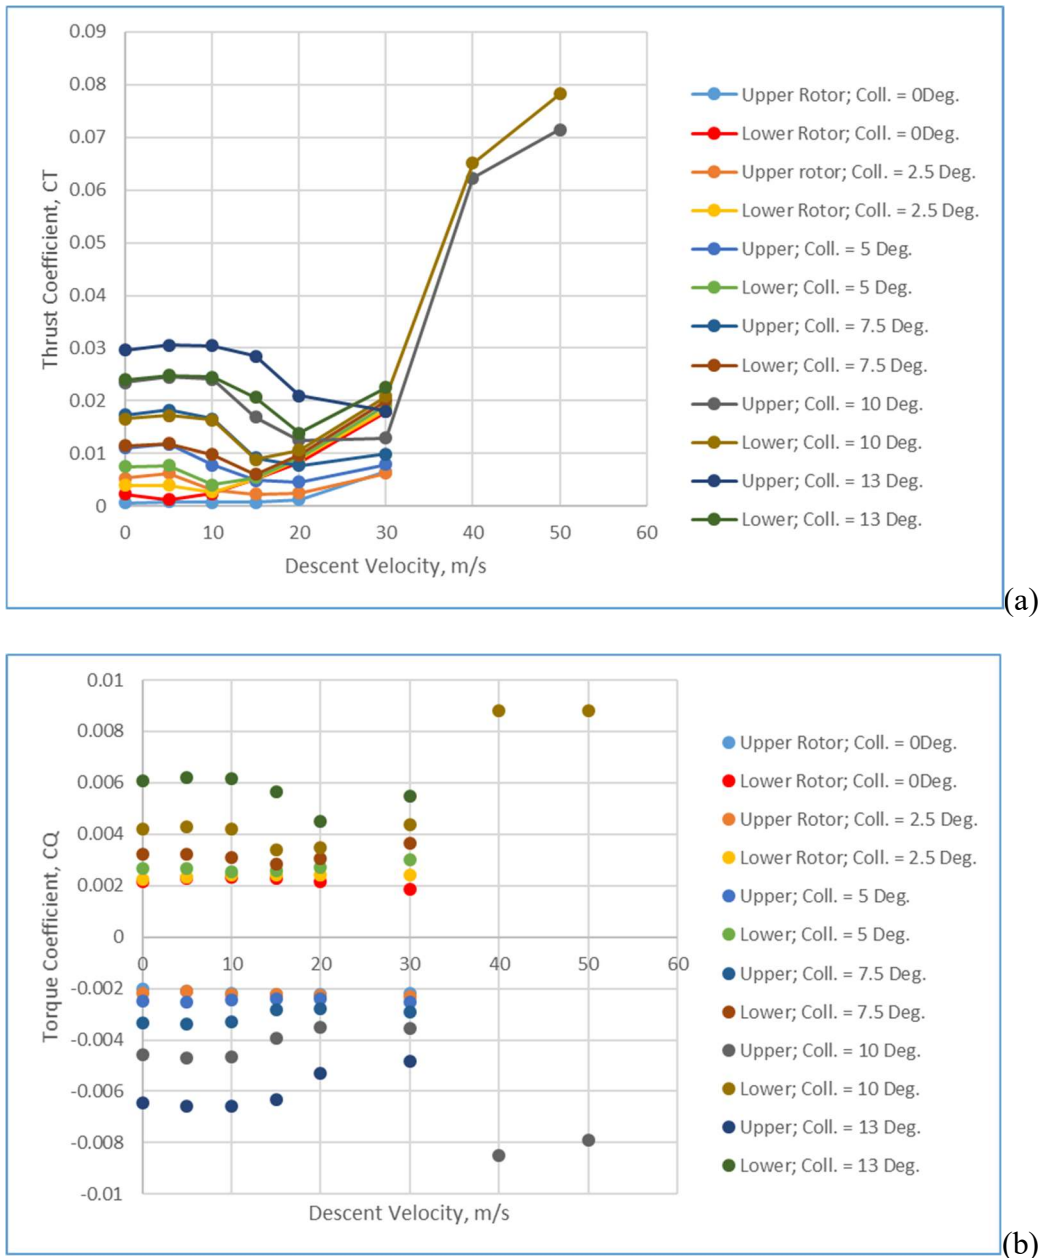 0.09
0.08
0.07
0.06
0.05
0.04
0.03
0.02
0.01
0
Thrust Coefficient, CT
0 10 20 30 40 50 60
Descent Velocity, m/s
Upper Rotor; Coll. = 0Deg.
Lower Rotor; Coll. = 0Deg.
Upper rotor; Coll. = 2.5 Deg.
Lower Rotor; Coll. = 2.5 Deg.
Upper; Coll. = 5 Deg.
Lower; Coll. = 5 Deg.
Upper; Coll. = 7.5 Deg.
Lower; Coll. = 7.5 Deg.
Upper; Coll. = 10 Deg.
Lower; Coll. = 10 Deg.
Upper; Coll. = 13 Deg.
Lower; Coll. = 13 Deg.
(a)
0.01
0.008
0.006
0.004
0.002
0
-0.002
-0.004
-0.006
-0.008
-0.01
Torque Coefficient, CQ
0 10 20 30 40 50 60
Descent Velocity, m/s
Upper Rotor; Coll. = 0Deg.
Lower Rotor; Coll. = 0Deg.
Upper Rotor; Coll. = 2.5 Deg.
Lower Rotor; Coll. = 2.5 Deg.
Upper; Coll. = 5 Deg.
Lower; Coll. = 5 Deg.
Upper; Coll. = 7.5 Deg.
Lower; Coll. = 7.5 Deg.
Upper; Coll. = 10 Deg.
Lower; Coll. = 10 Deg.
Upper; Coll. = 13 Deg.
Lower; Coll. = 13 Deg.
(b)